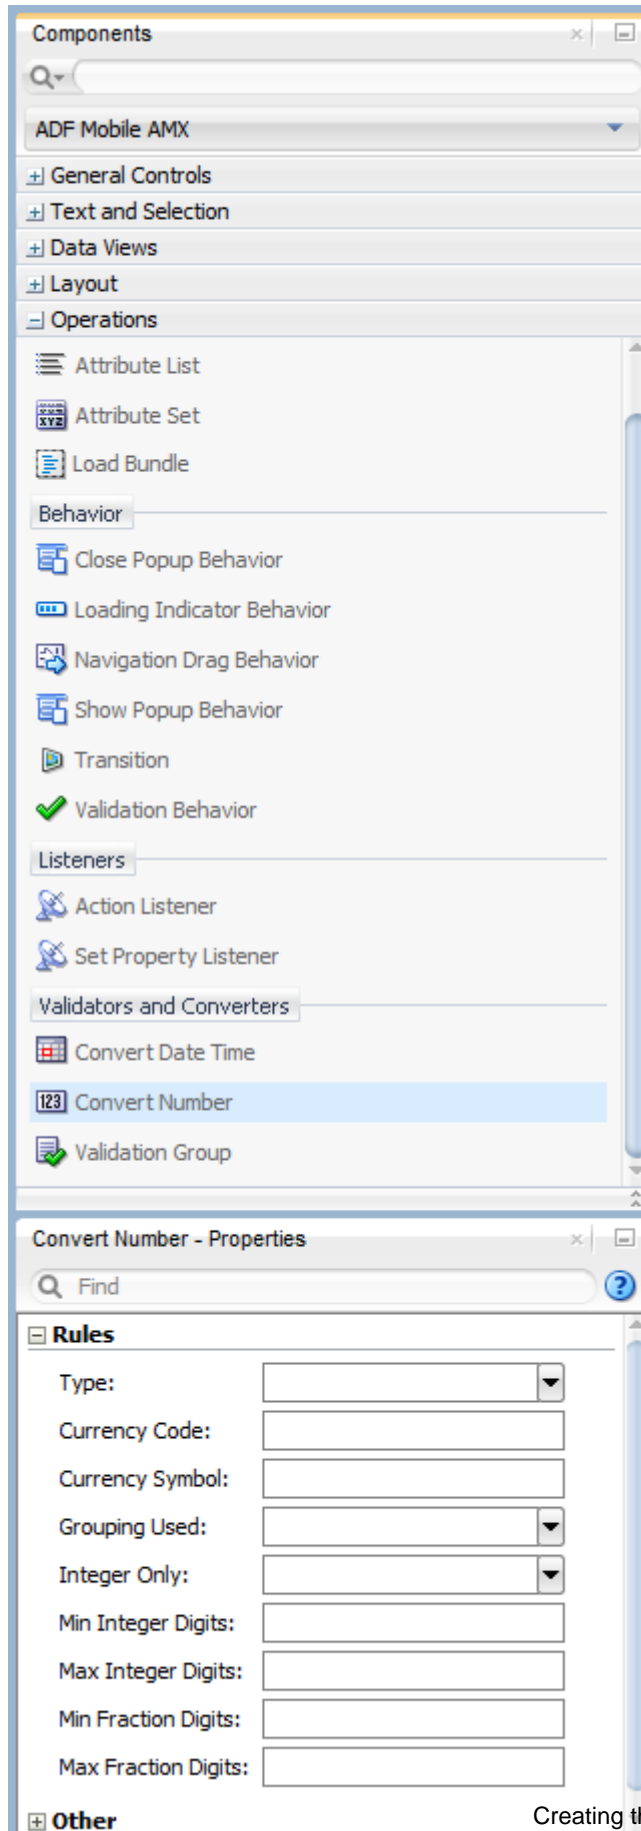 Components
ADF Mobile AMX
General Controls
Text and Selection
Data Views
Layout
Operations
Attribute List
XYZ Attribute Set
Load Bundle
Behavior
Close Popup Behavior
Loading Indicator Behavior
Navigation Drag Behavior
Show Popup Behavior
Transition
Validation Behavior
Listeners
Action Listener
Set Property Listener
Validators and Converters
Convert Date Time
123 Convert Number
Validation Group
Convert Number - Properties
Find
?
Rules
Type:
Currency Code:
Currency Symbol:
Grouping Used:
Integer Only:
Min Integer Digits:
Max Integer Digits:
Min Fraction Digits:
Max Fraction Digits:
Other
Creating